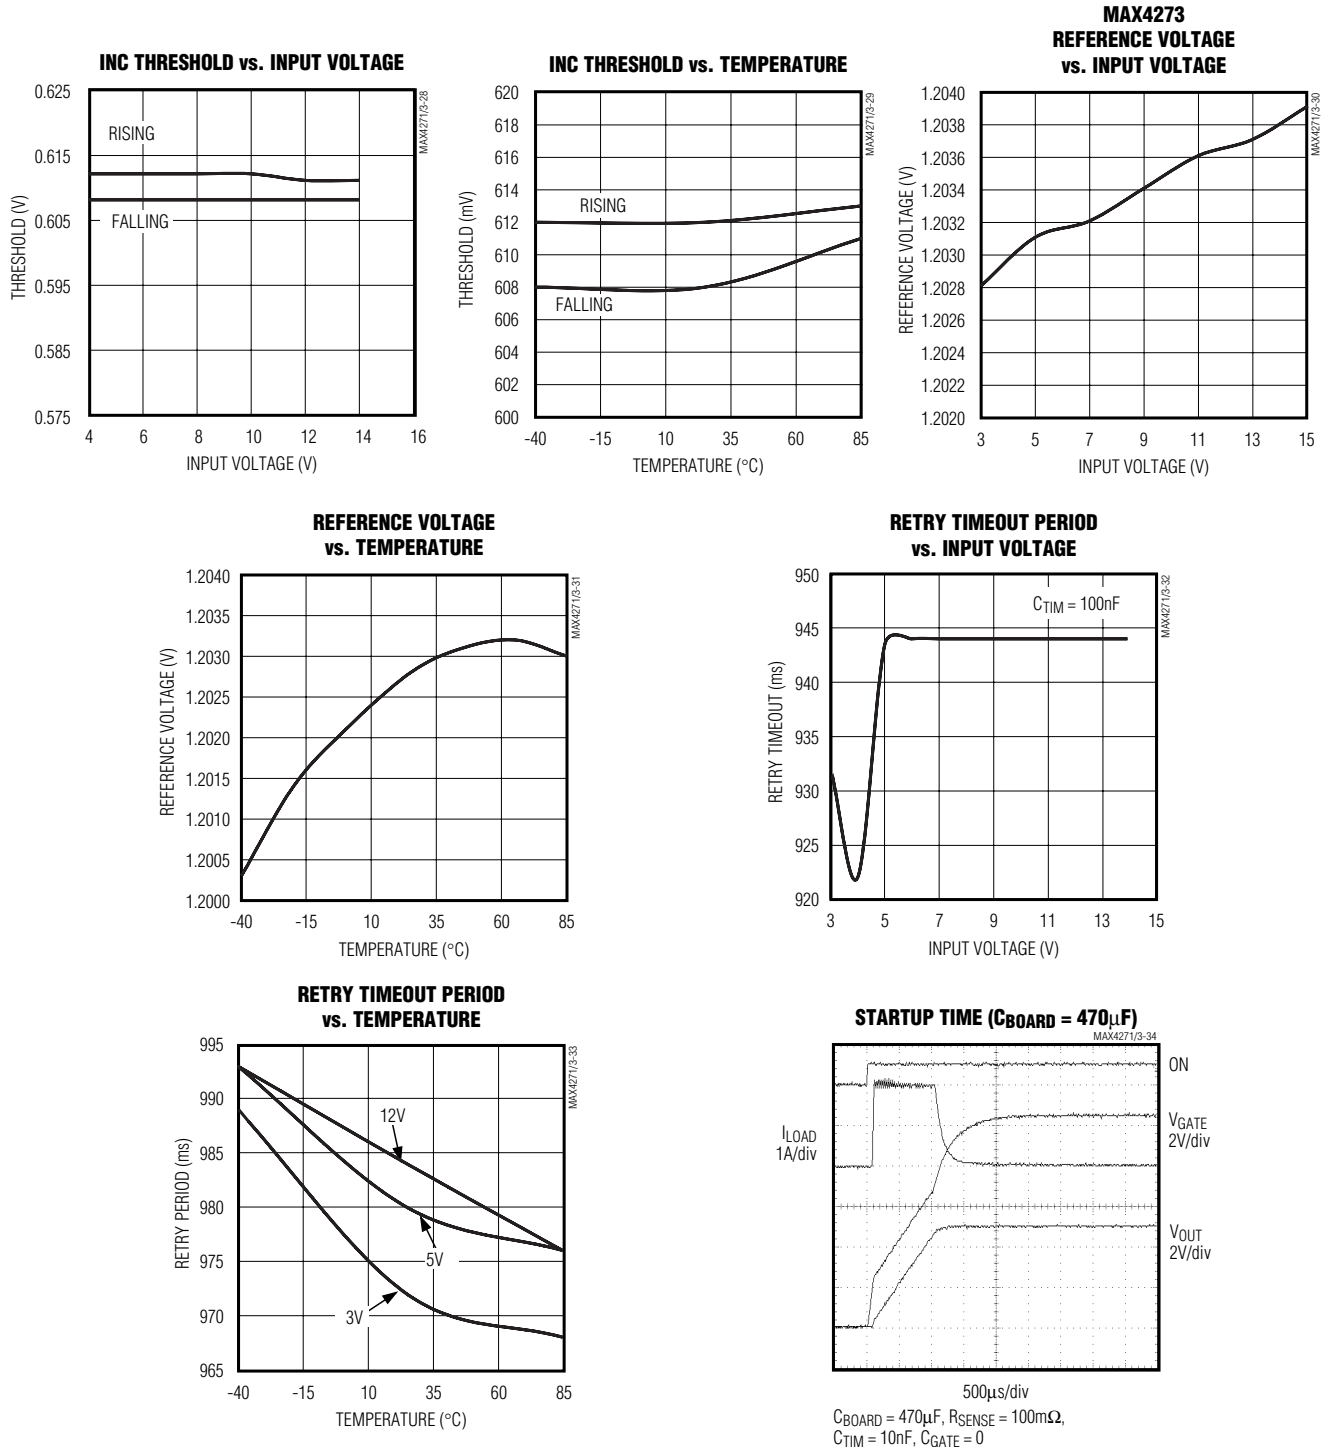 INC THRESHOLD vs. INPUT VOLTAGE
0.625
0.615
0.605
0.595
0.585
0.575
THRESHOLD (V)
RISING
FALLING
4 6 8 10 12 14 16
INPUT VOLTAGE (V)
MAX4271/3-28
INC THRESHOLD vs. TEMPERATURE
620
618
616
614
612
610
608
606
604
602
600
THRESHOLD (mV)
RISING
FALLING
-40 -15 10 35 60 85
TEMPERATURE (°C)
MAX4271/3-29
MAX4273
REFERENCE VOLTAGE
vs. INPUT VOLTAGE
1.2040
1.2038
1.2036
1.2034
1.2032
1.2030
1.2028
1.2026
1.2024
1.2022
1.2020
REFERENCE VOLTAGE (V)
3 5 7 9 11 13 15
INPUT VOLTAGE (V)
MAX4271/3-30
REFERENCE VOLTAGE
vs. TEMPERATURE
1.2040
1.2035
1.2030
1.2025
1.2020
1.2015
1.2010
1.2005
1.2000
REFERENCE VOLTAGE (V)
-40 -15 10 35 60 85
TEMPERATURE (°C)
MAX4271/3-31
RETRY TIMEOUT PERIOD
vs. INPUT VOLTAGE
950
945
940
935
930
925
920
RETRY TIMEOUT (ms)
CTIM = 100nF
3 5 7 9 11 13 15
INPUT VOLTAGE (V)
MAX4271/3-32
RETRY TIMEOUT PERIOD
vs. TEMPERATURE
995
990
985
980
975
970
965
RETRY PERIOD (ms)
12V
5V
3V
-40 -15 10 35 60 85
TEMPERATURE (°C)
MAX4271/3-33
STARTUP TIME (CBOARD = 470µF)
MAX4271/3-34
ON
ILOAD
1A/div
VGATE
2V/div
VOUT
2V/div
500µs/div
CBOARD = 470µF, RSENSE = 100mΩ,
CTIM = 10nF, CGATE = 0